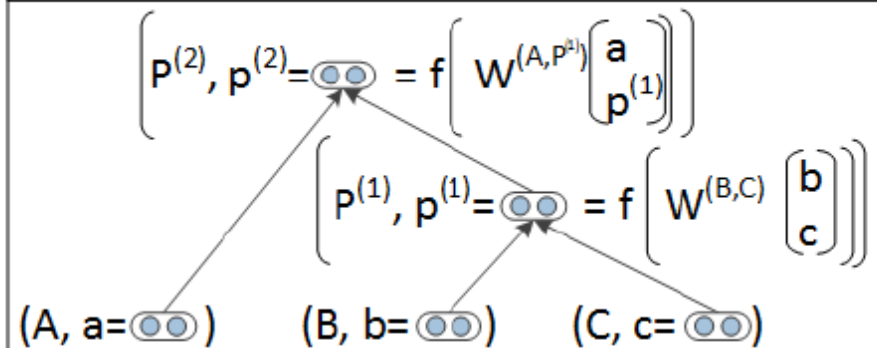 (P^(2), p^(2)= = f(W^(A,P^(1)) (a p^(1))))
(P^(1), p^(1)= = f(W^(B,C) (b c)))
(A, a= ) (B, b= ) (C, c= )